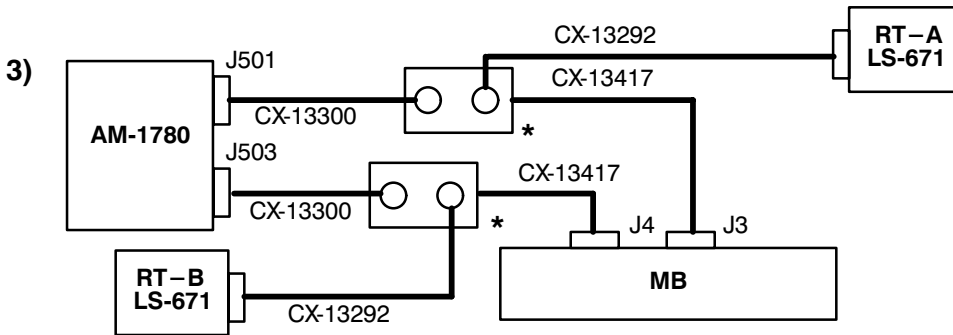 3)
J501
CX-13292
RT–A
LS-671
CX-13417
AM-1780
CX-13300
*
J503
CX-13417
CX-13300
*
J4
J3
RT–B
LS-671
MB
CX-13292